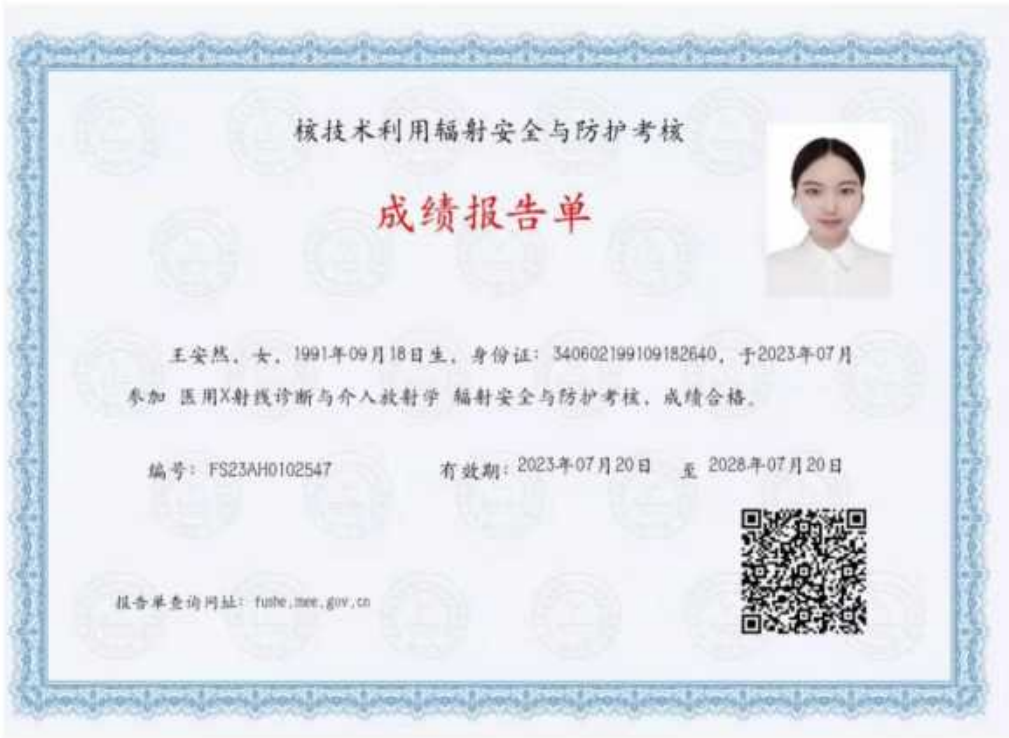 核技术利用辐射安全与防护考核
成绩报告单
王安然，女，1991年09月18日生，身份证：340602199109182640，于2023年07月
参加 医用X射线诊断与介入放射学 辐射安全与防护考核，成绩合格。
编号：FS23AH0102547 有效期：2023年07月20日 至 2028年07月20日
报告单查询网址：fushe.mee.gov.cn